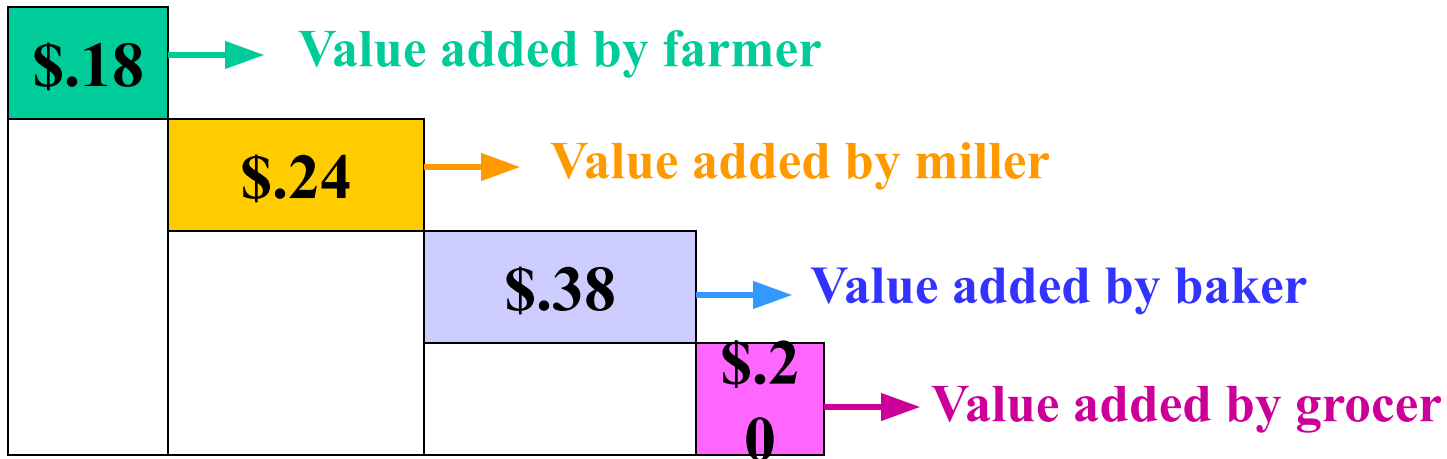 $.18
Value added by farmer
$.24
Value added by miller
$.38
Value added by baker
$.2
0
Value added by grocer